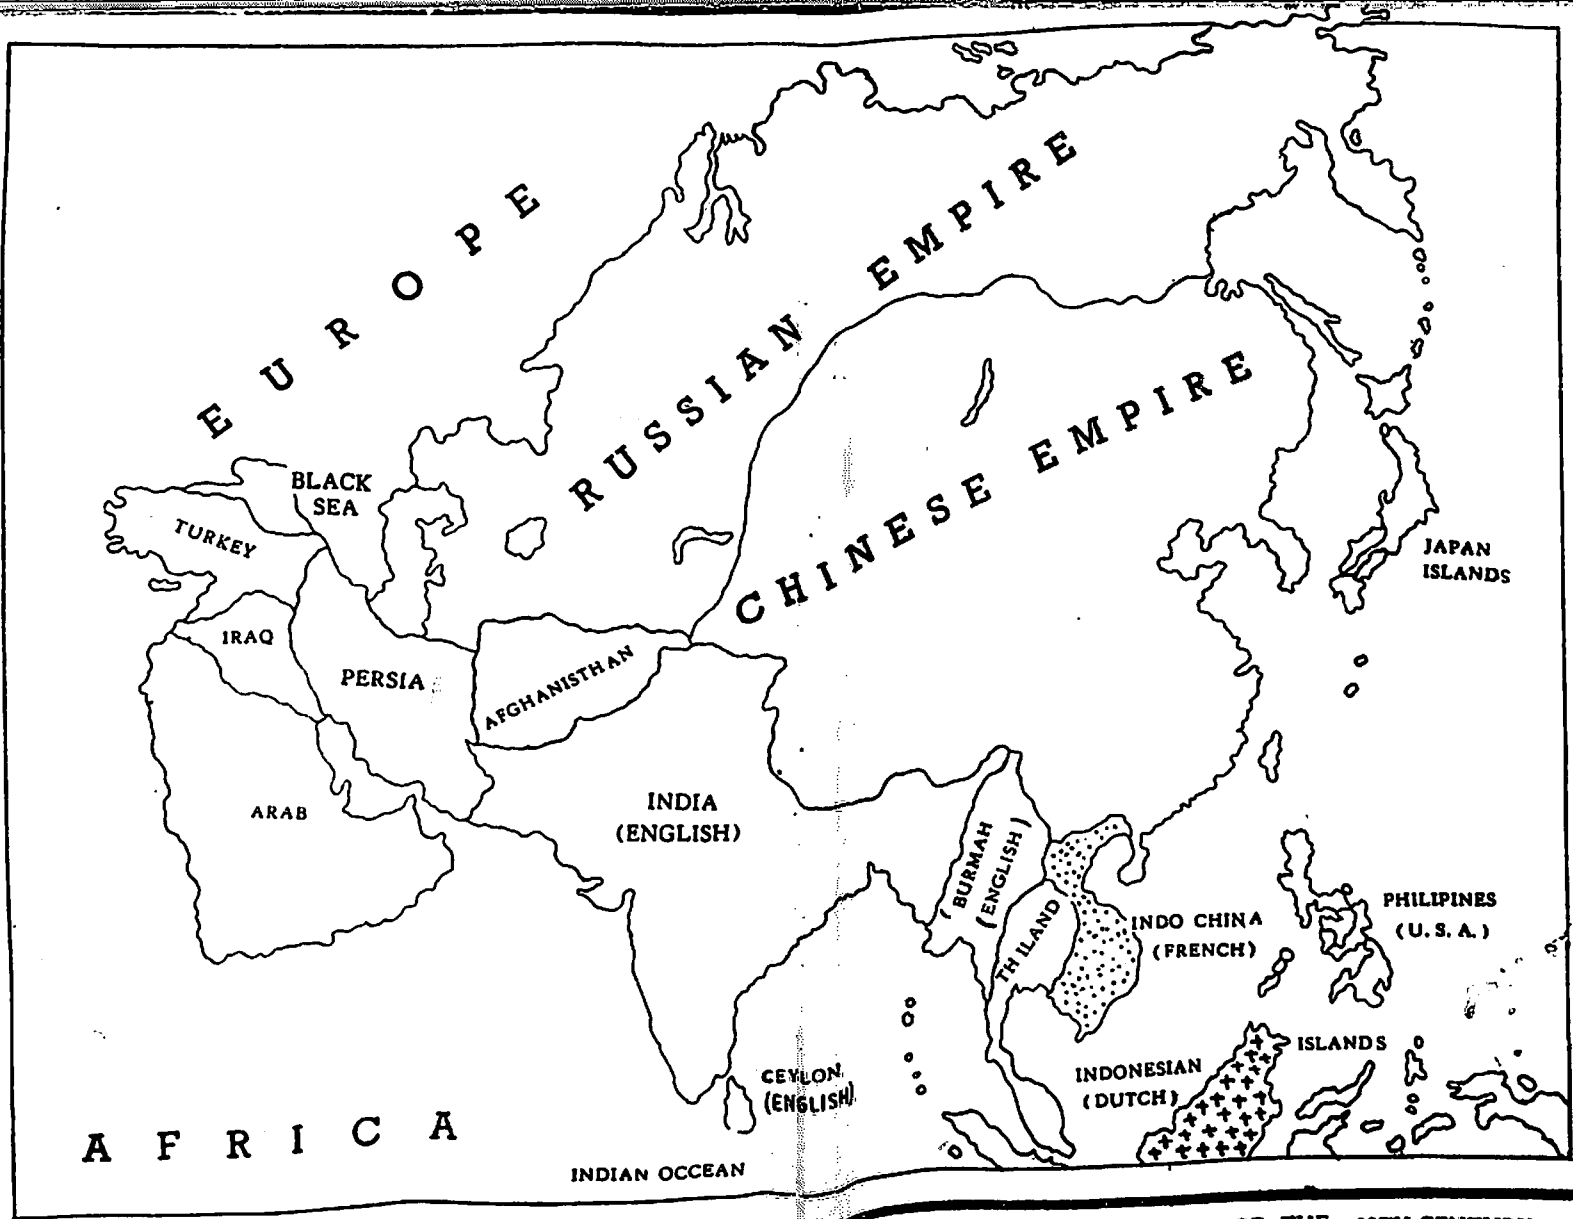 EUROPE
RUSSIAN EMPIRE
CHINESE EMPIRE
BLACK
SEA
TURKEY
JAPAN
ISLANDS
IRAQ
PERSIA
AFGHANISTHAN
ARAB
INDIA
(ENGLISH)
(BURMAH
(ENGLISH)
THILAND
INDO CHINA
(FRENCH)
PHILIPINES
(U.S.A.)
ISLANDS
INDONESIAN
(DUTCH)
CEYLON
(ENGLISH)
AFRICA
INDIAN OCCEAN